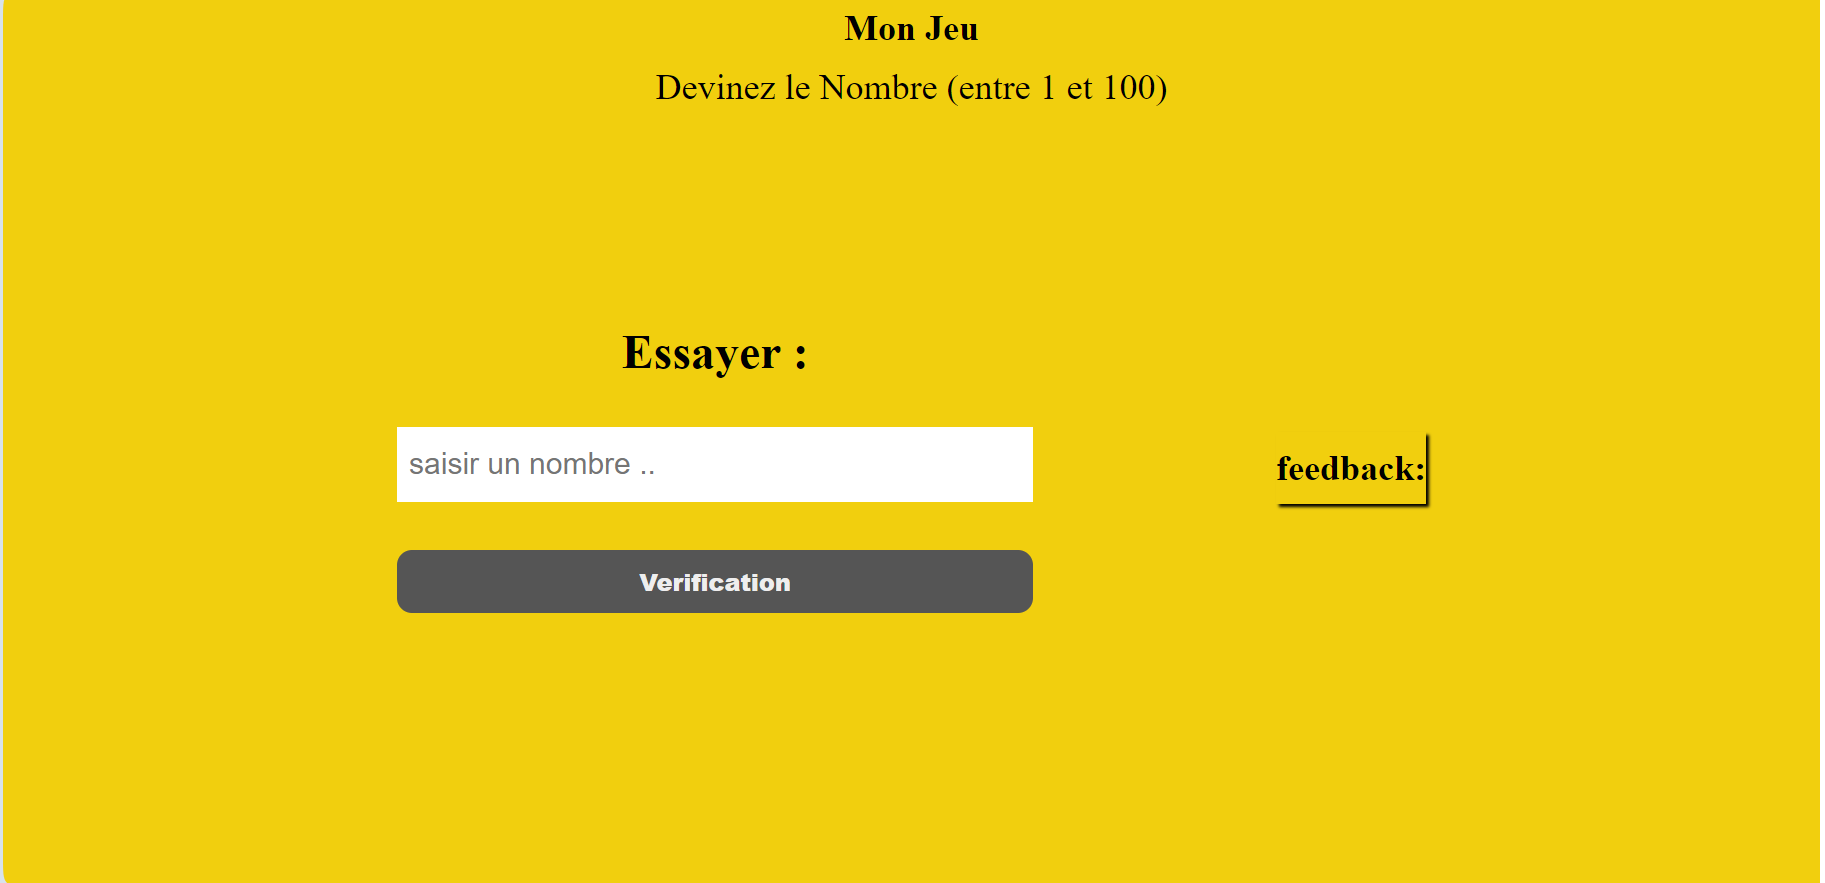 Mon Jeu
Devinez le Nombre (entre 1 et 100)
Essayer :
saisir un nombre ..
feedback:
Verification